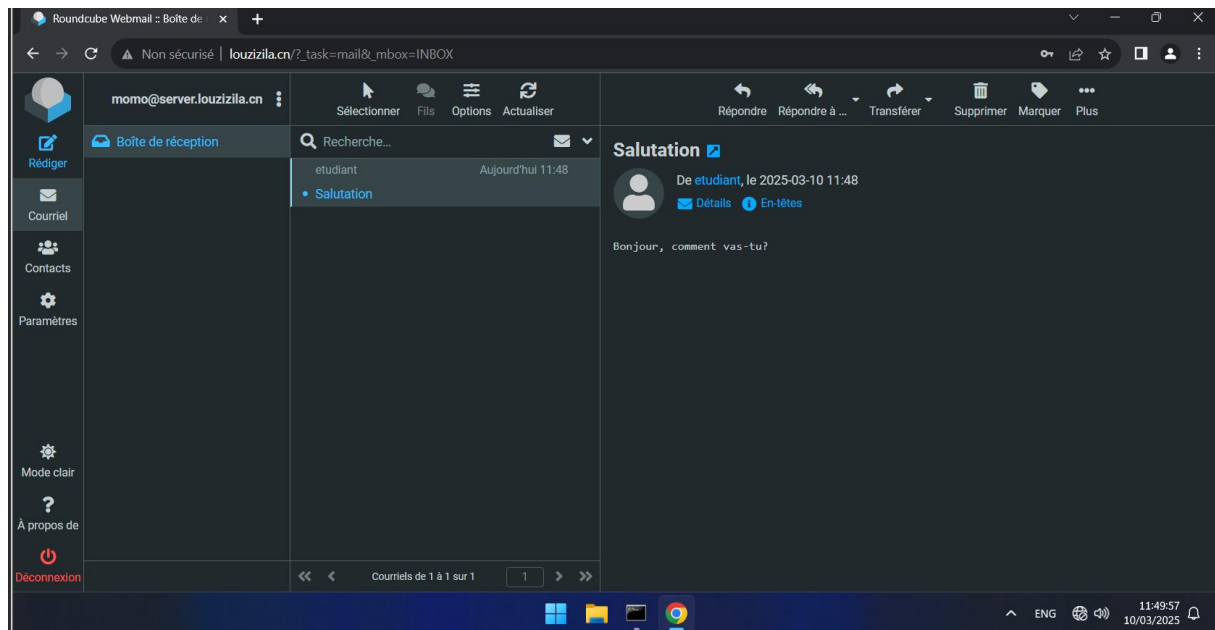 Roundcube Webmail :: Boîte de
Non sécurisé | louzizila.cn/?_task=mail&_mbox=INBOX
momo@server.louzizila.cn
Sélectionner Fils Options Actualiser
Répondre Répondre à ... Transférer Supprimer Marquer Plus
Rédiger
Courriel
Contacts
Paramètres
Mode clair
À propos de
Déconnexion
Boîte de réception
Recherche...
etudiant Aujourd'hui 11:48
Salutation
Courriels de 1 à 1 sur 1 1
Salutation
De etudiant, le 2025-03-10 11:48
Détails En-têtes
Bonjour, comment vas-tu?
ENG 11:49:57
10/03/2025